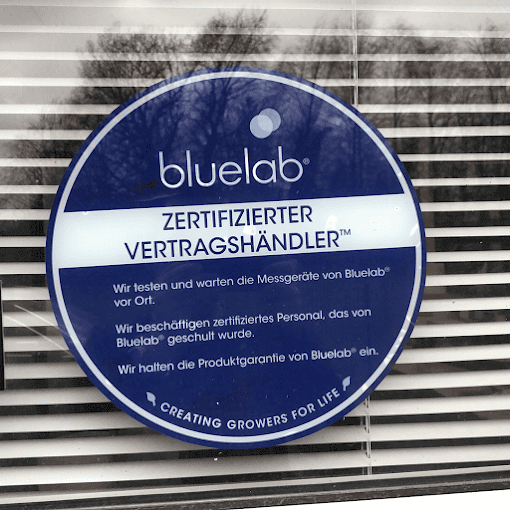 bluelab®
ZERTIFIZIERTER
VERTRAGSHÄNDLER™
Wir testen und warten die Messgeräte von Bluelab®
vor Ort.
Wir beschäftigen zertifiziertes Personal, das von
Bluelab® geschult wurde.
Wir halten die Produktgarantie von Bluelab® ein.
CREATING GROWERS FOR LIFE